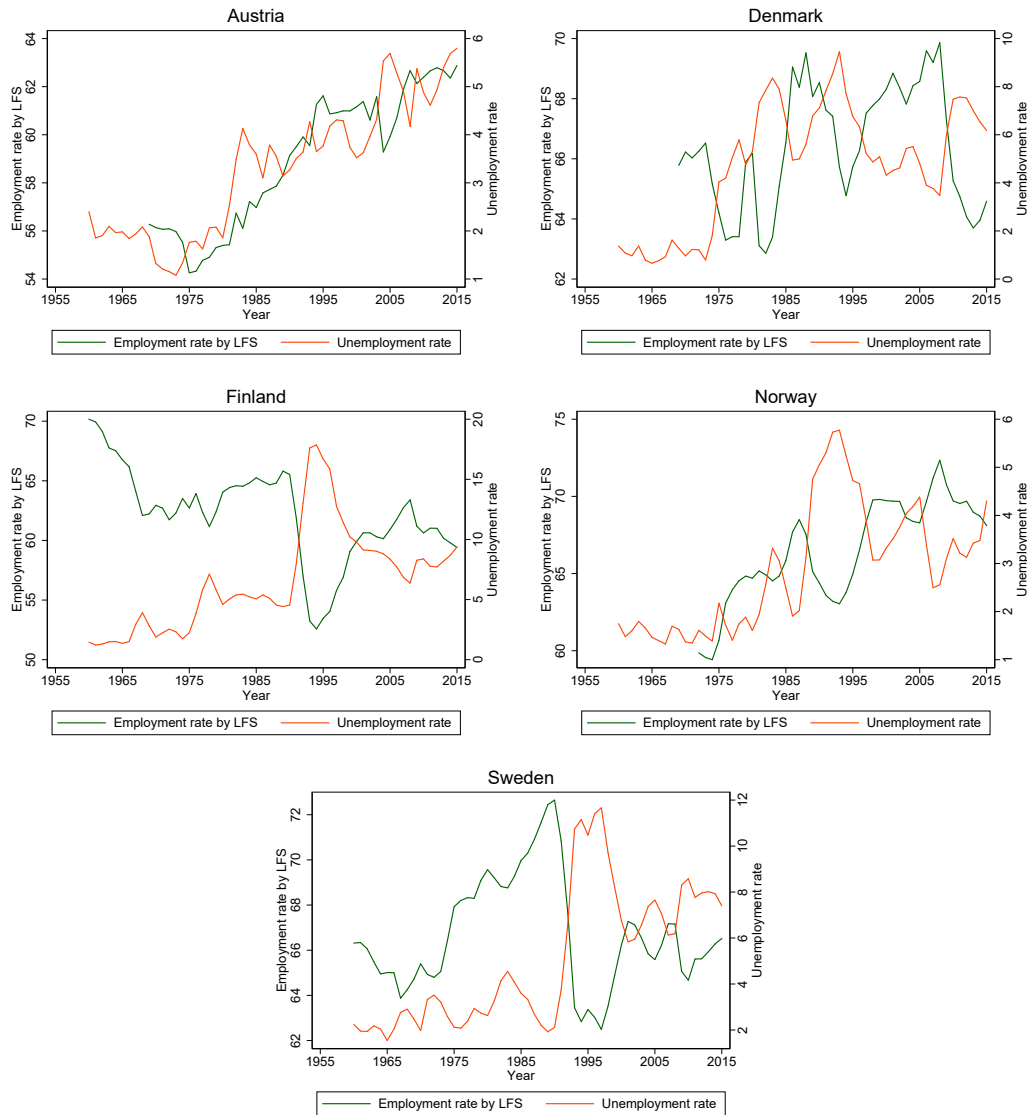 Austria
Employment rate by LFS
54 56 58 60 62 64
Unemployment rate
1 2 3 4 5 6
1955 1965 1975 1985 1995 2005 2015
Year
Employment rate by LFS Unemployment rate
Denmark
Employment rate by LFS
62 64 66 68 70
Unemployment rate
0 2 4 6 8 10
1955 1965 1975 1985 1995 2005 2015
Year
Employment rate by LFS Unemployment rate
Finland
Employment rate by LFS
50 55 60 65 70
Unemployment rate
0 5 10 15 20
1955 1965 1975 1985 1995 2005 2015
Year
Employment rate by LFS Unemployment rate
Norway
Employment rate by LFS
60 65 70 75
Unemployment rate
1 2 3 4 5 6
1955 1965 1975 1985 1995 2005 2015
Year
Employment rate by LFS Unemployment rate
Sweden
Employment rate by LFS
62 64 66 68 70 72
Unemployment rate
2 4 6 8 10 12
1955 1965 1975 1985 1995 2005 2015
Year
Employment rate by LFS Unemployment rate